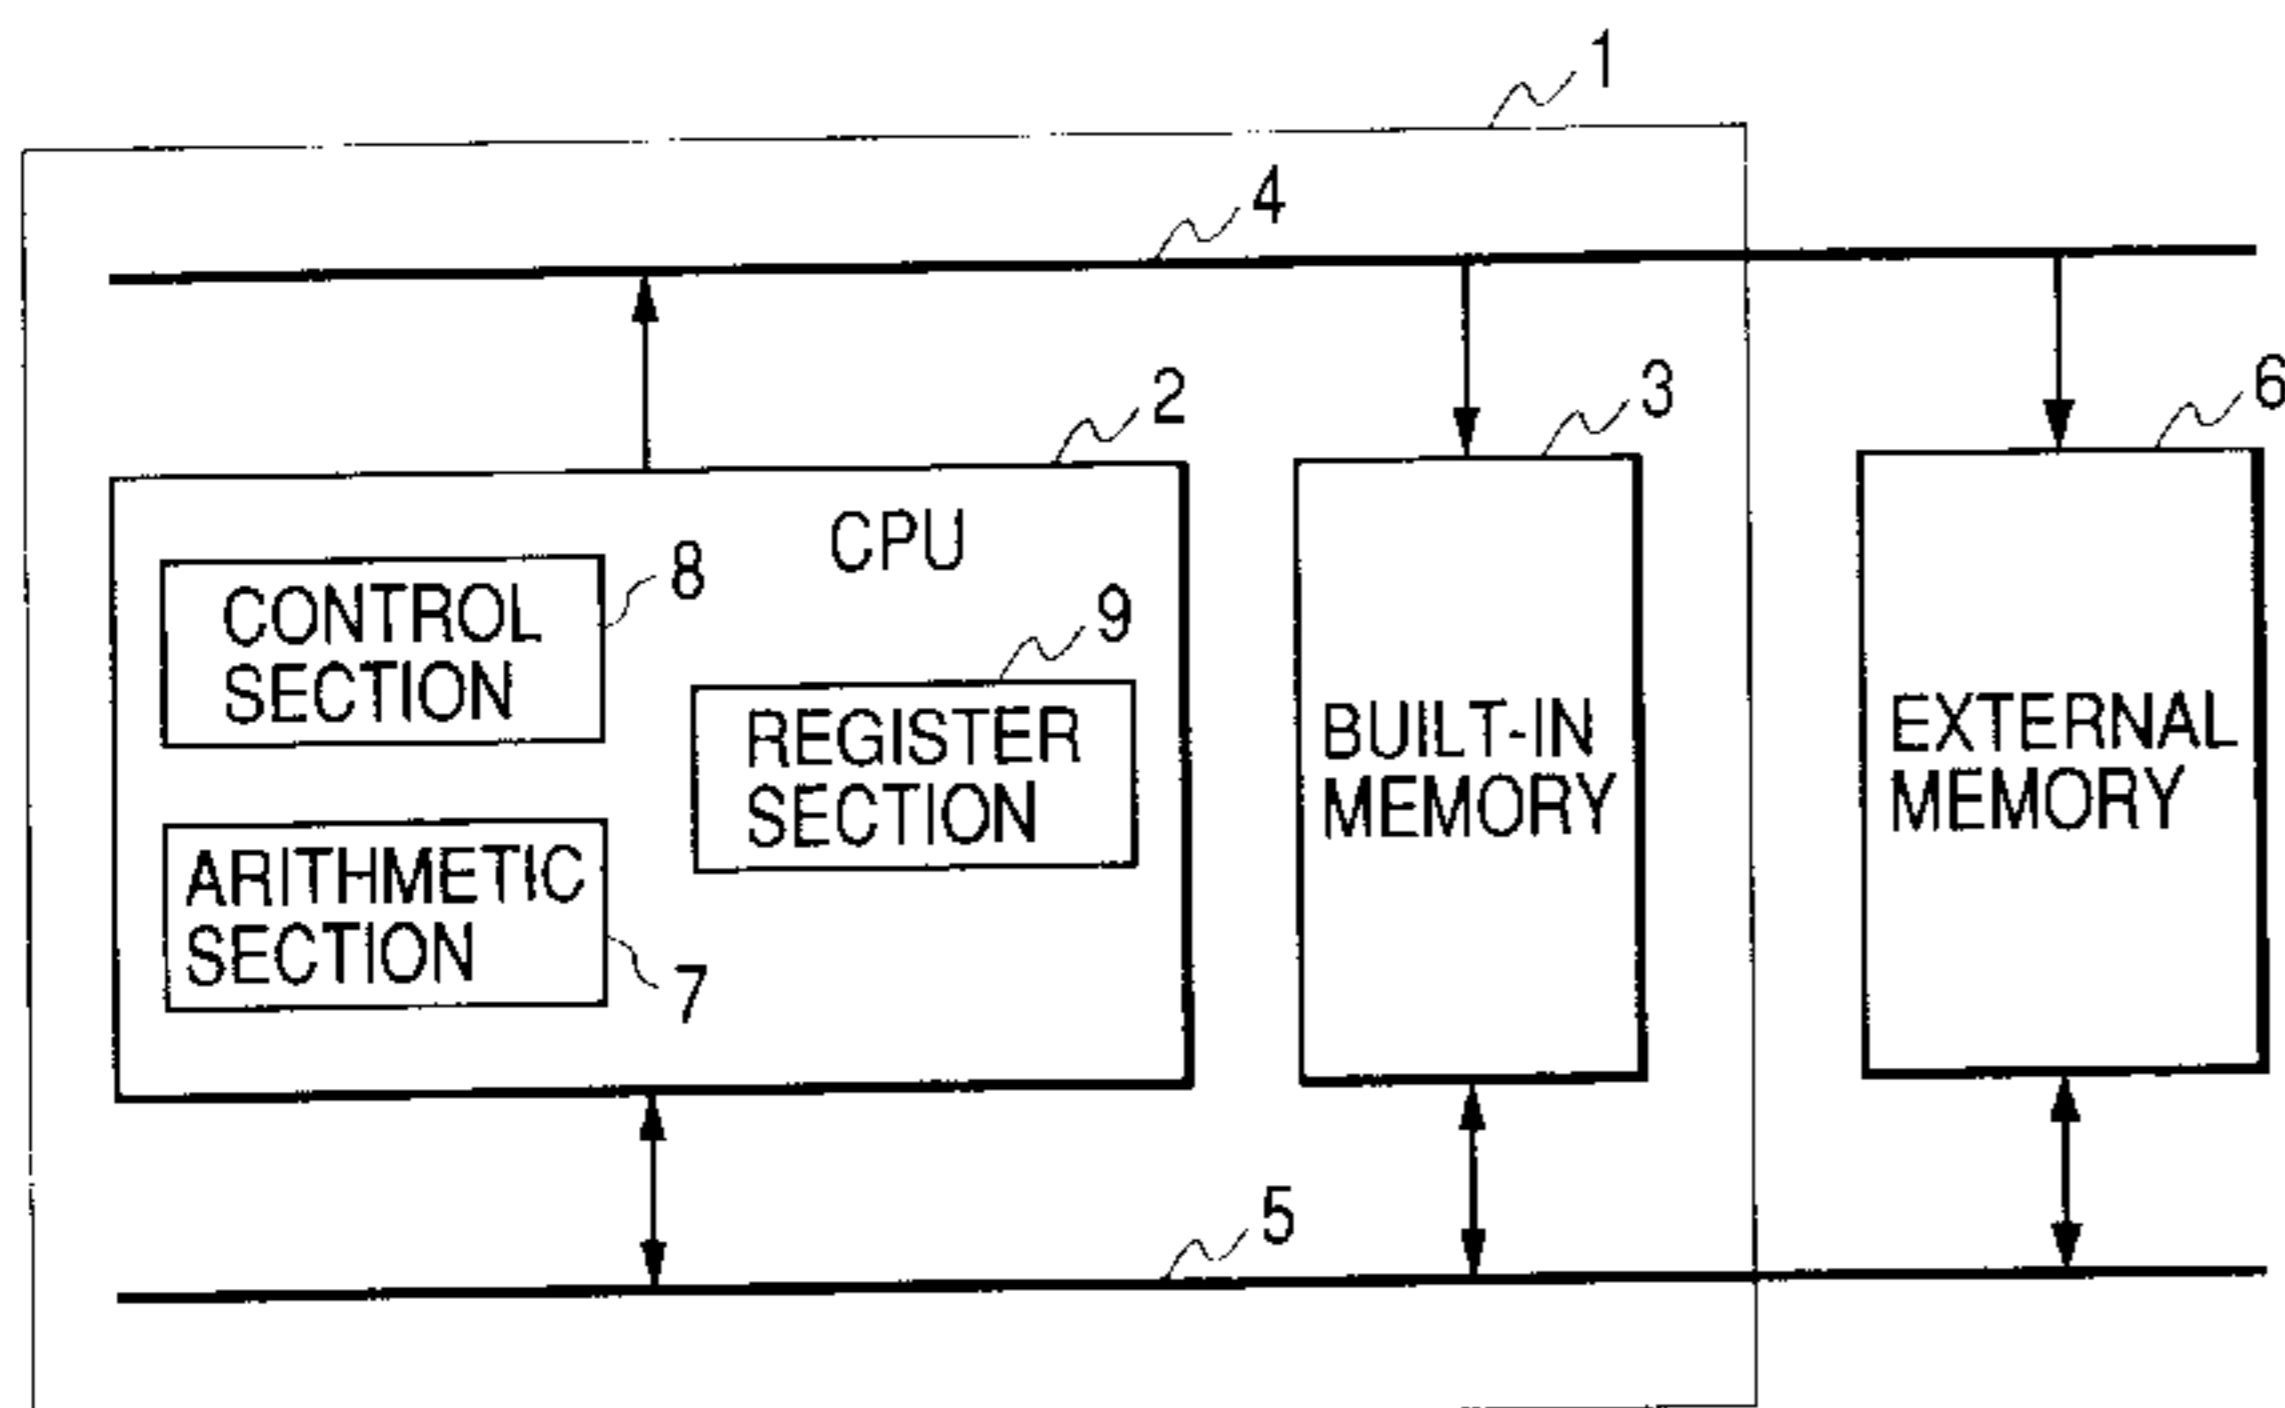 1
4
2
3
6
CPU
8
CONTROL
SECTION
9
REGISTER
SECTION
BUILT-IN
MEMORY
EXTERNAL
MEMORY
ARITHMETIC
SECTION
7
5